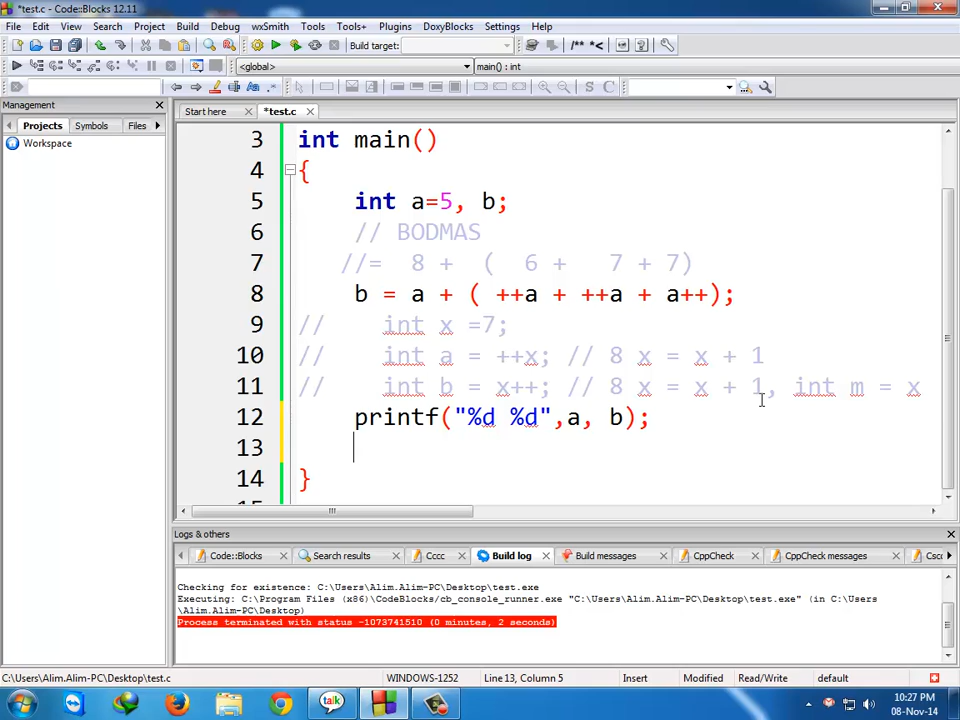 *test.c - Code::Blocks 12.11
File Edit View Search Project Build Debug wxSmith Tools Tools+ Plugins DoxyBlocks Settings Help
Build target:
/** *<
<global>
main() : int
Management
Start here
*test.c
Projects Symbols Files
Workspace
3 int main()
4 {
5 int a=5, b;
6 // BODMAS
7 //= 8 + ( 6 + 7 + 7)
8 b = a + ( ++a + ++a + a++);
9 // int x =7;
10 // int a = ++x; // 8 x = x + 1
11 // int b = x++; // 8 x = x + 1, int m = x
12 printf("%d %d",a, b);
13
14 }
Logs & others
Code::Blocks Search results Cccc Build log Build messages CppCheck CppCheck messages Csco
Checking for existence: C:\Users\Alim.Alim-PC\Desktop\test.exe
Executing: C:\Program Files (x86)\CodeBlocks/cb_console_runner.exe "C:\Users\Alim.Alim-PC\Desktop\test.exe" (in C:\Users
\Alim.Alim-PC\Desktop)
Process terminated with status -1073741510 (0 minutes, 2 seconds)
C:\Users\Alim.Alim-PC\Desktop\test.c WINDOWS-1252 Line 13, Column 5 Insert Modified Read/Write default
talk
10:27 PM
08-Nov-14